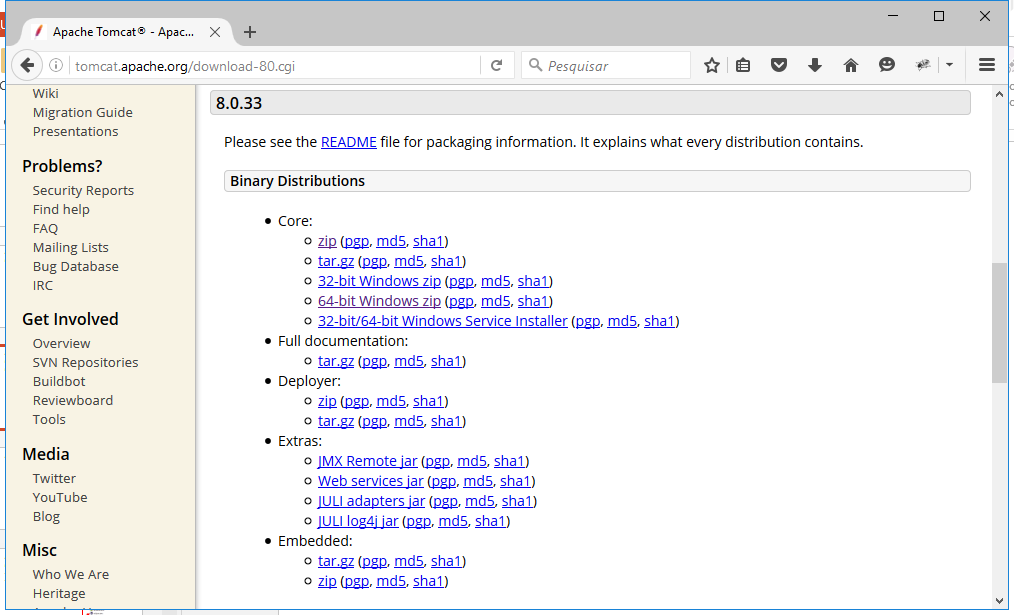 Apache Tomcat® - Apac...
tomcat.apache.org/download-80.cgi
Pesquisar
Wiki
Migration Guide
Presentations
Problems?
Security Reports
Find help
FAQ
Mailing Lists
Bug Database
IRC
Get Involved
Overview
SVN Repositories
Buildbot
Reviewboard
Tools
Media
Twitter
YouTube
Blog
Misc
Who We Are
Heritage
8.0.33
Please see the README file for packaging information. It explains what every distribution contains.
Binary Distributions
Core:
zip (pgp, md5, sha1)
tar.gz (pgp, md5, sha1)
32-bit Windows zip (pgp, md5, sha1)
64-bit Windows zip (pgp, md5, sha1)
32-bit/64-bit Windows Service Installer (pgp, md5, sha1)
Full documentation:
tar.gz (pgp, md5, sha1)
Deployer:
zip (pgp, md5, sha1)
tar.gz (pgp, md5, sha1)
Extras:
JMX Remote jar (pgp, md5, sha1)
Web services jar (pgp, md5, sha1)
JULI adapters jar (pgp, md5, sha1)
JULI log4j jar (pgp, md5, sha1)
Embedded:
tar.gz (pgp, md5, sha1)
zip (pgp, md5, sha1)